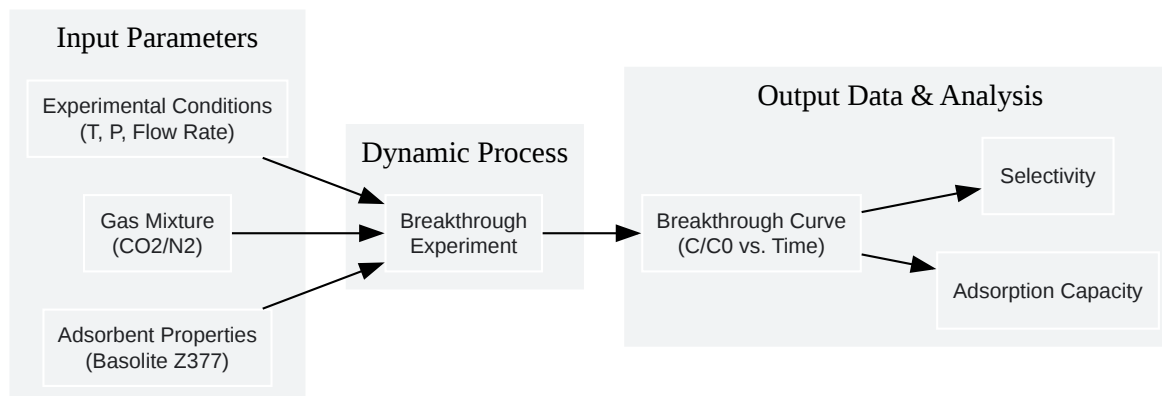 Input Parameters
Experimental Conditions
(T, P, Flow Rate)
Gas Mixture
(CO2/N2)
Adsorbent Properties
(Basolite Z377)
Dynamic Process
Breakthrough
Experiment
Output Data & Analysis
Breakthrough Curve
(C/C0 vs. Time)
Selectivity
Adsorption Capacity